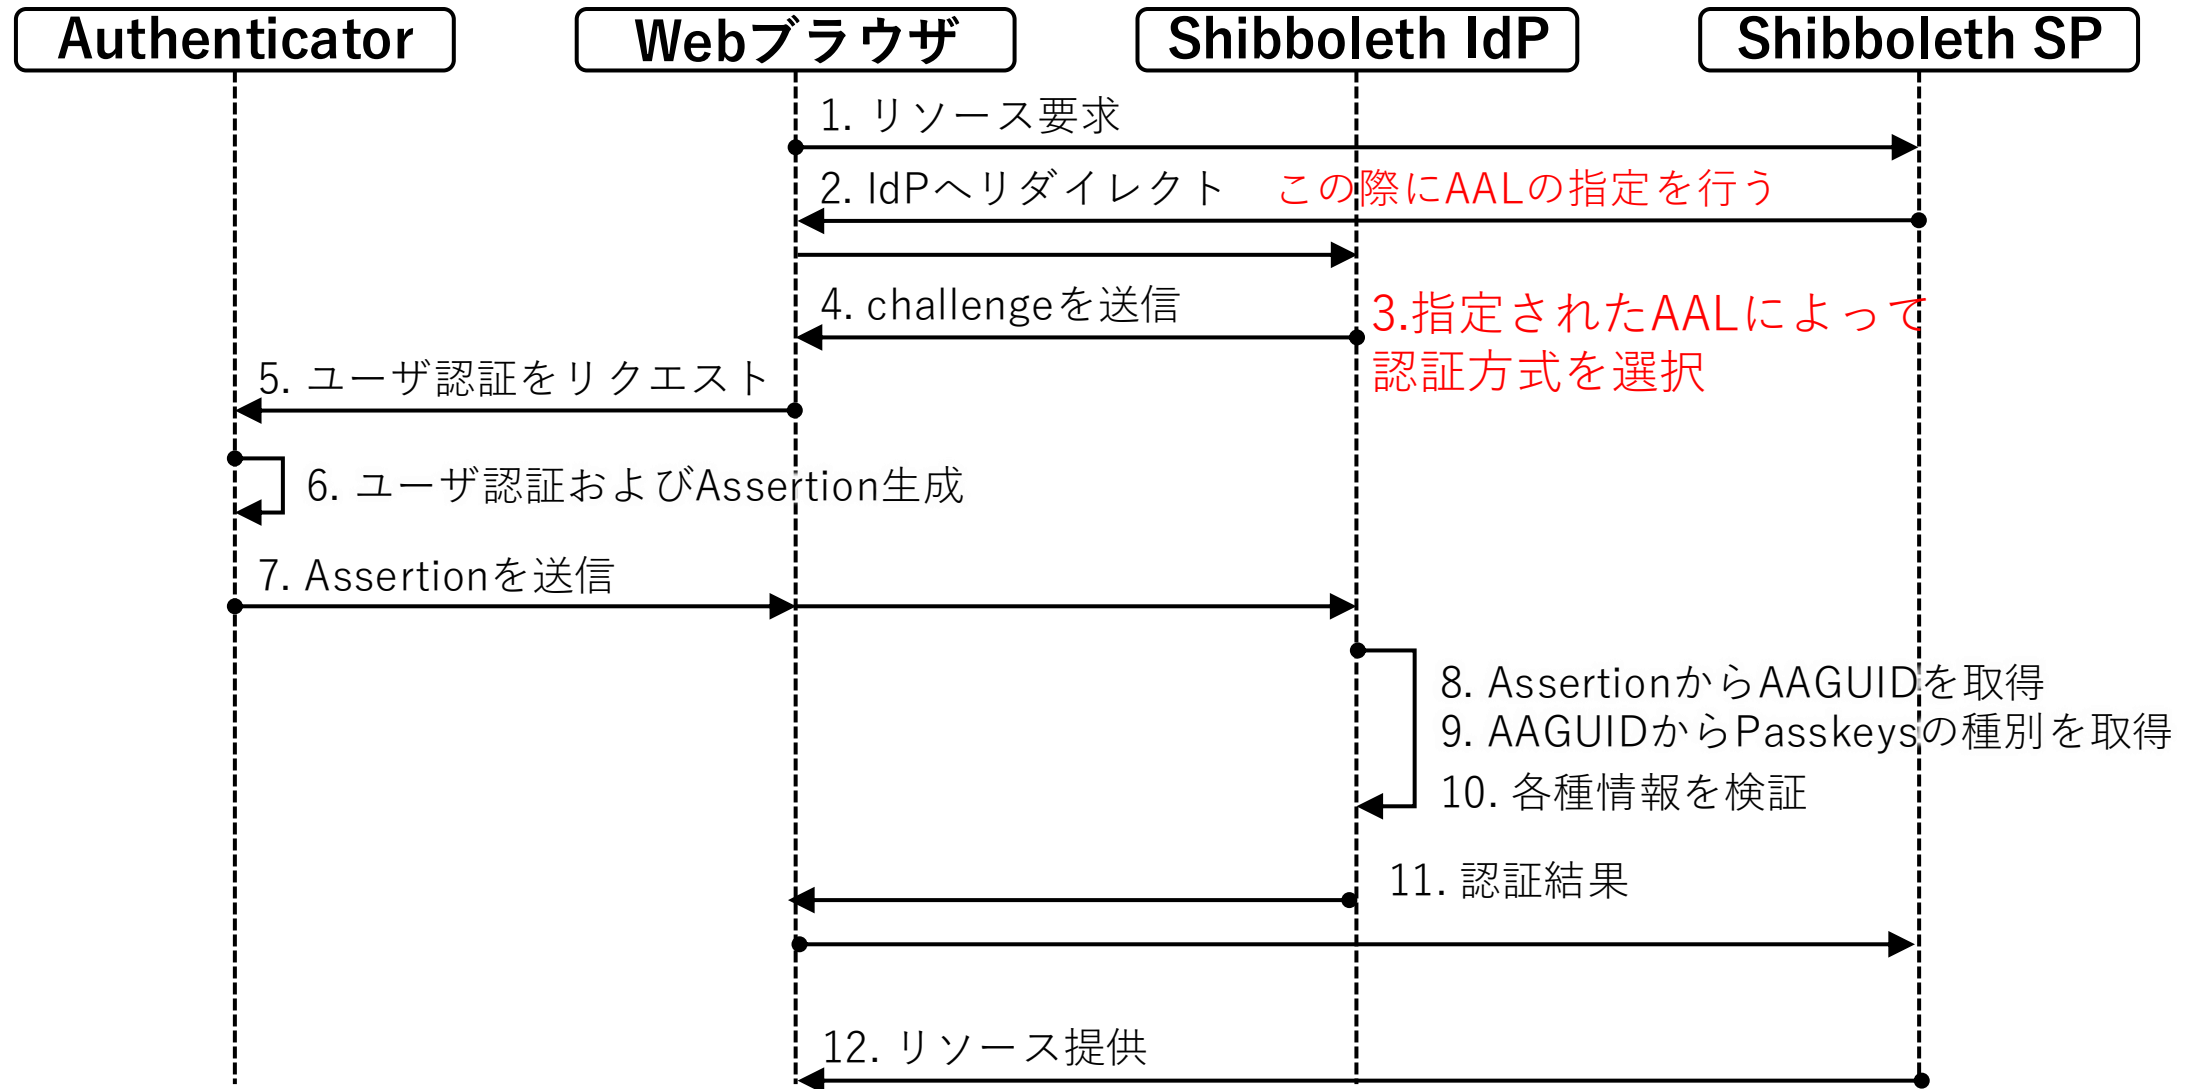 Authenticator
Webブラウザ
Shibboleth IdP
Shibboleth SP
1. リソース要求
2. IdPへリダイレクト
この際にAALの指定を行う
4. challengeを送信
3.指定されたAALによって
認証方式を選択
5. ユーザ認証をリクエスト
6. ユーザ認証およびAssertion生成
7. Assertionを送信
8. AssertionからAAGUIDを取得
9. AAGUIDからPasskeysの種別を取得
10. 各種情報を検証
11. 認証結果
12. リソース提供